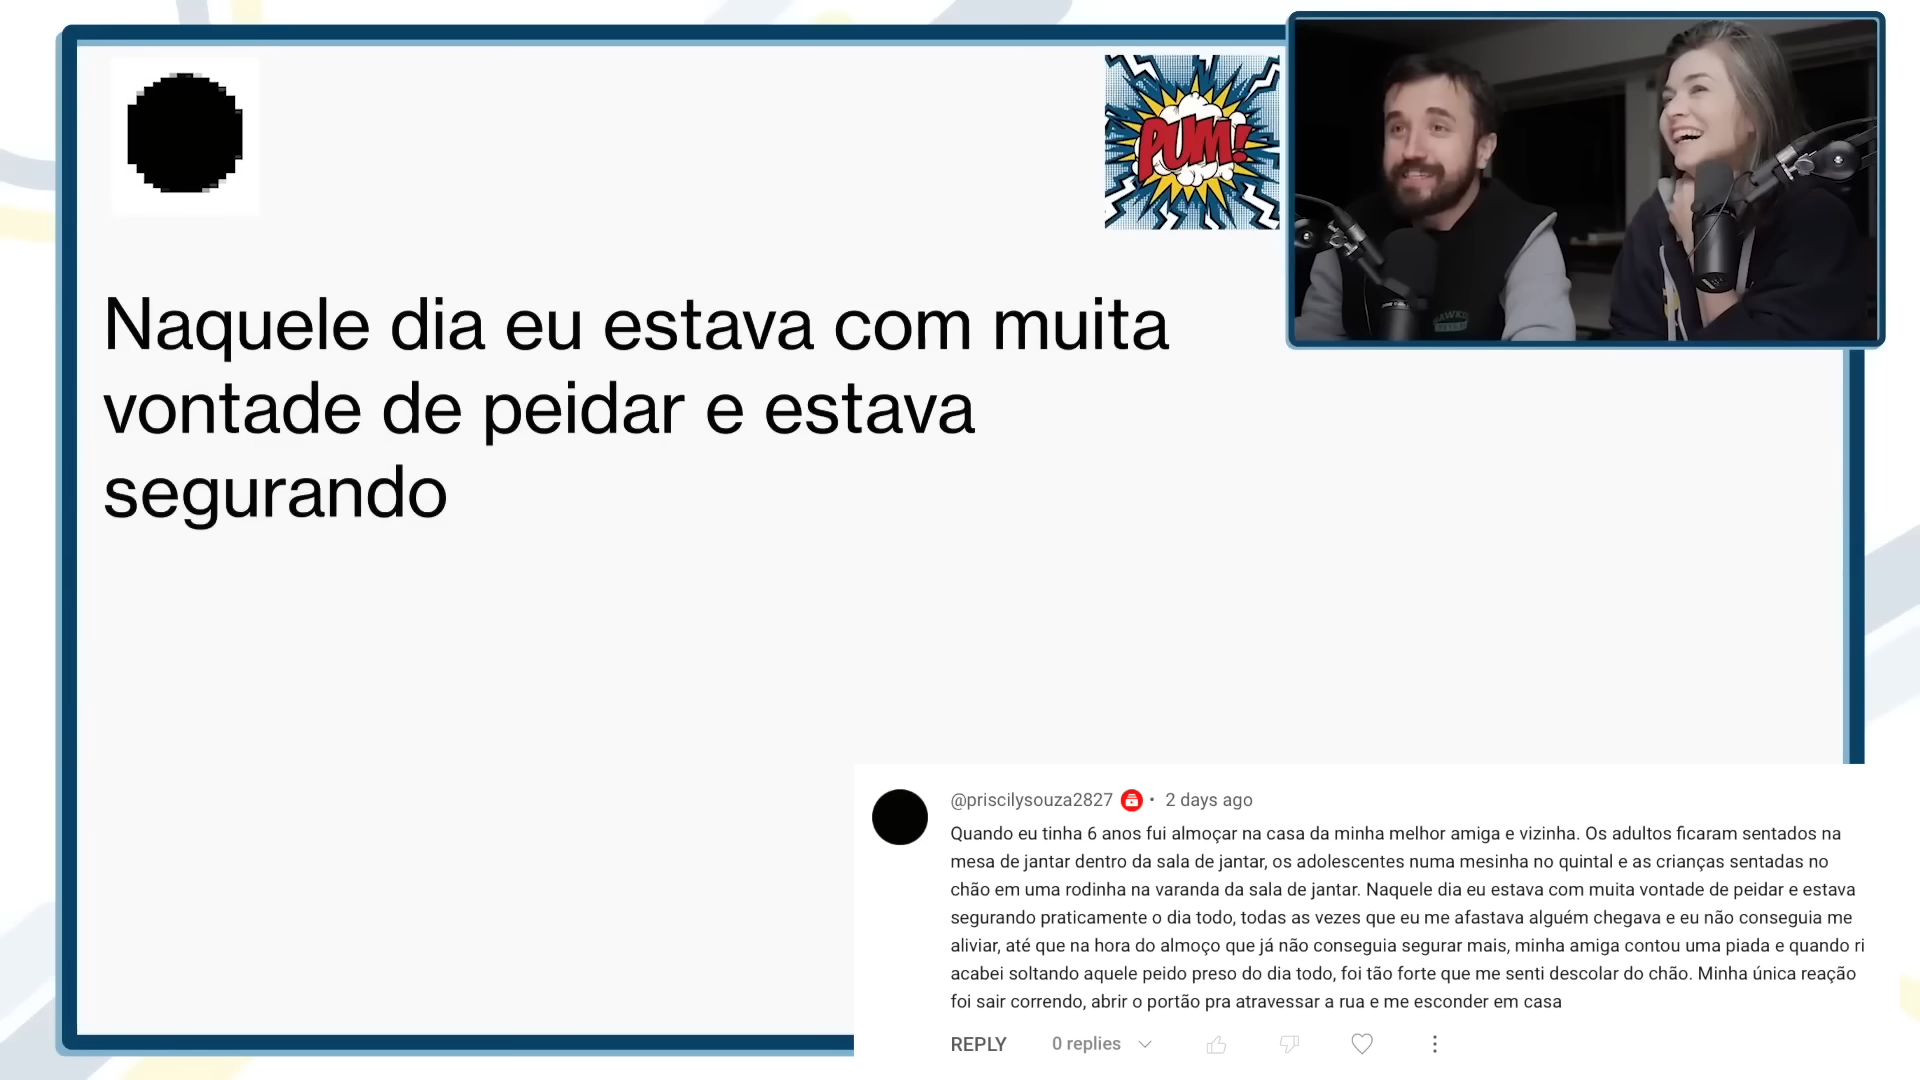 PUM!
Naquele dia eu estava com muita
vontade de peidar e estava
segurando
@priscilysouza2827 • 2 days ago
Quando eu tinha 6 anos fui almoçar na casa da minha melhor amiga e vizinha. Os adultos ficaram sentados na
mesa de jantar dentro da sala de jantar, os adolescentes numa mesinha no quintal e as crianças sentadas no
chão em uma rodinha na varanda da sala de jantar. Naquele dia eu estava com muita vontade de peidar e estava
segurando praticamente o dia todo, todas as vezes que eu me afastava alguém chegava e eu não conseguia me
aliviar, até que na hora do almoço que já não conseguia segurar mais, minha amiga contou uma piada e quando ri
acabei soltando aquele peido preso do dia todo, foi tão forte que me senti descolar do chão. Minha única reação
foi sair correndo, abrir o portão pra atravessar a rua e me esconder em casa
REPLY 0 replies